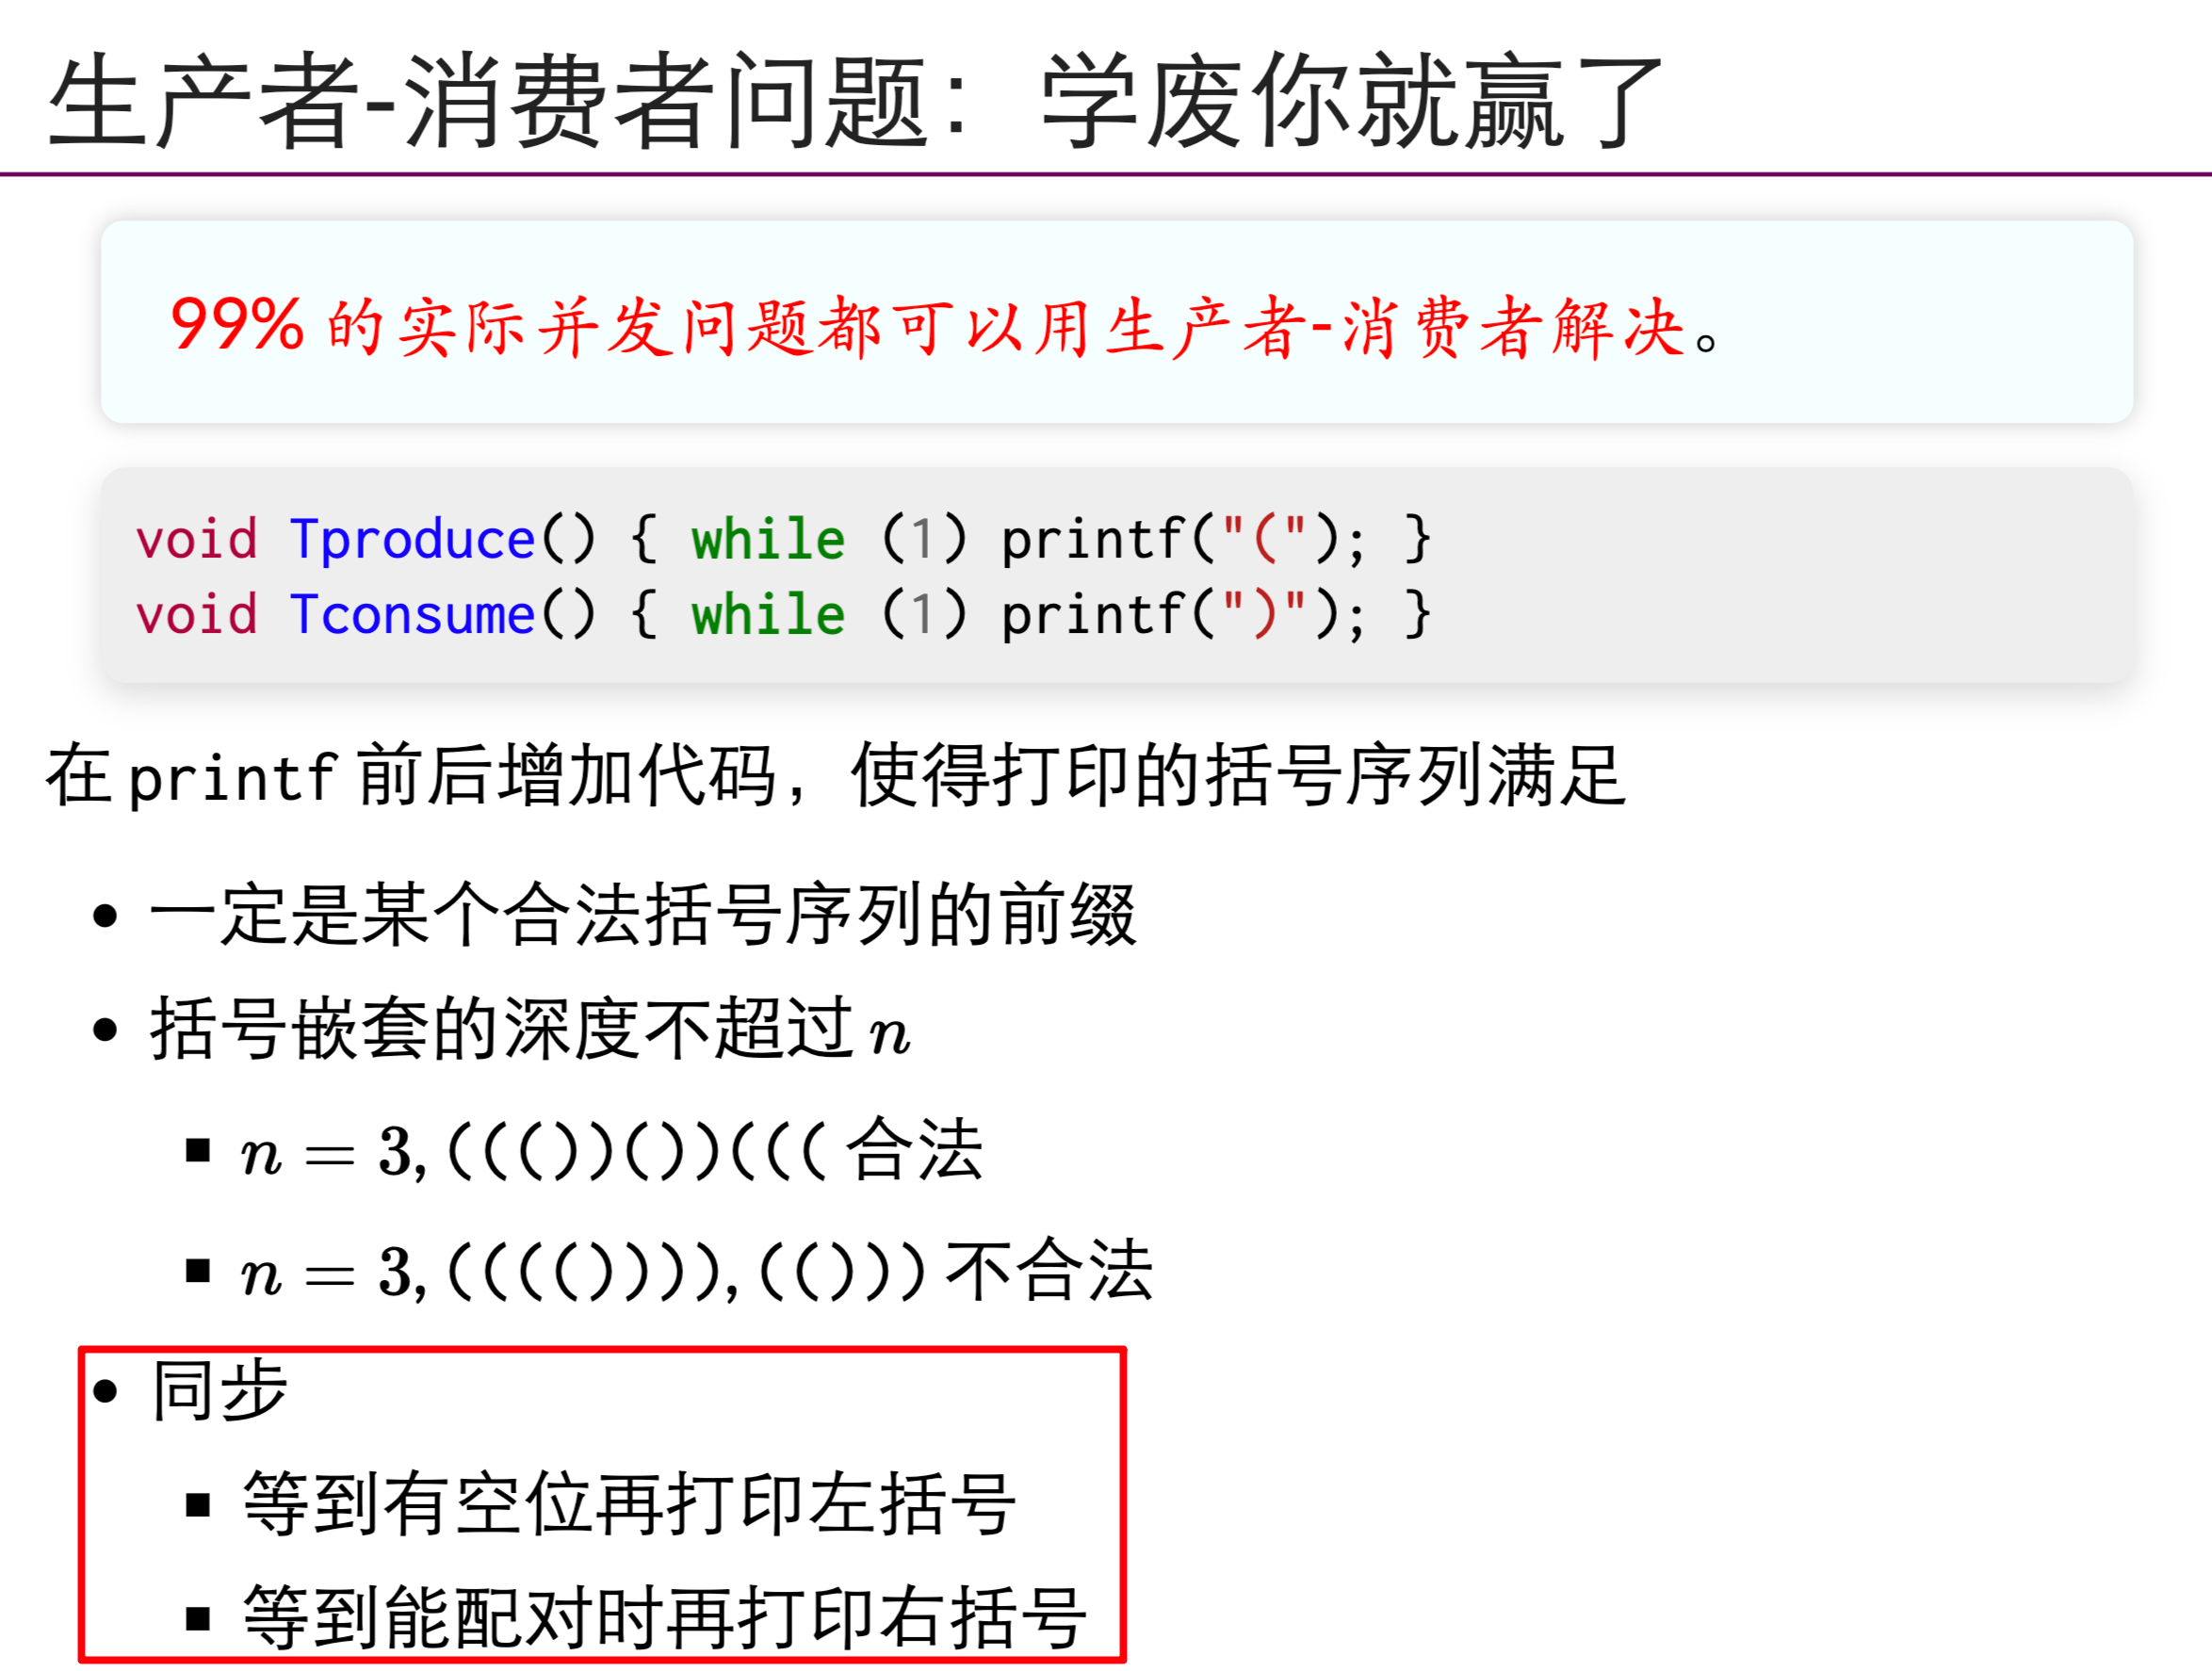 生产者-消费者问题：学废你就赢了
99% 的实际并发问题都可以用生产者-消费者解决。
void Tproduce() { while (1) printf("("); }
void Tconsume() { while (1) printf(")"); }
在 printf 前后增加代码，使得打印的括号序列满足
• 一定是某个合法括号序列的前缀
• 括号嵌套的深度不超过 n
▪ n = 3, ((())())((( 合法
▪ n = 3, (((()))), (())) 不合法
• 同步
▪ 等到有空位再打印左括号
▪ 等到能配对时再打印右括号